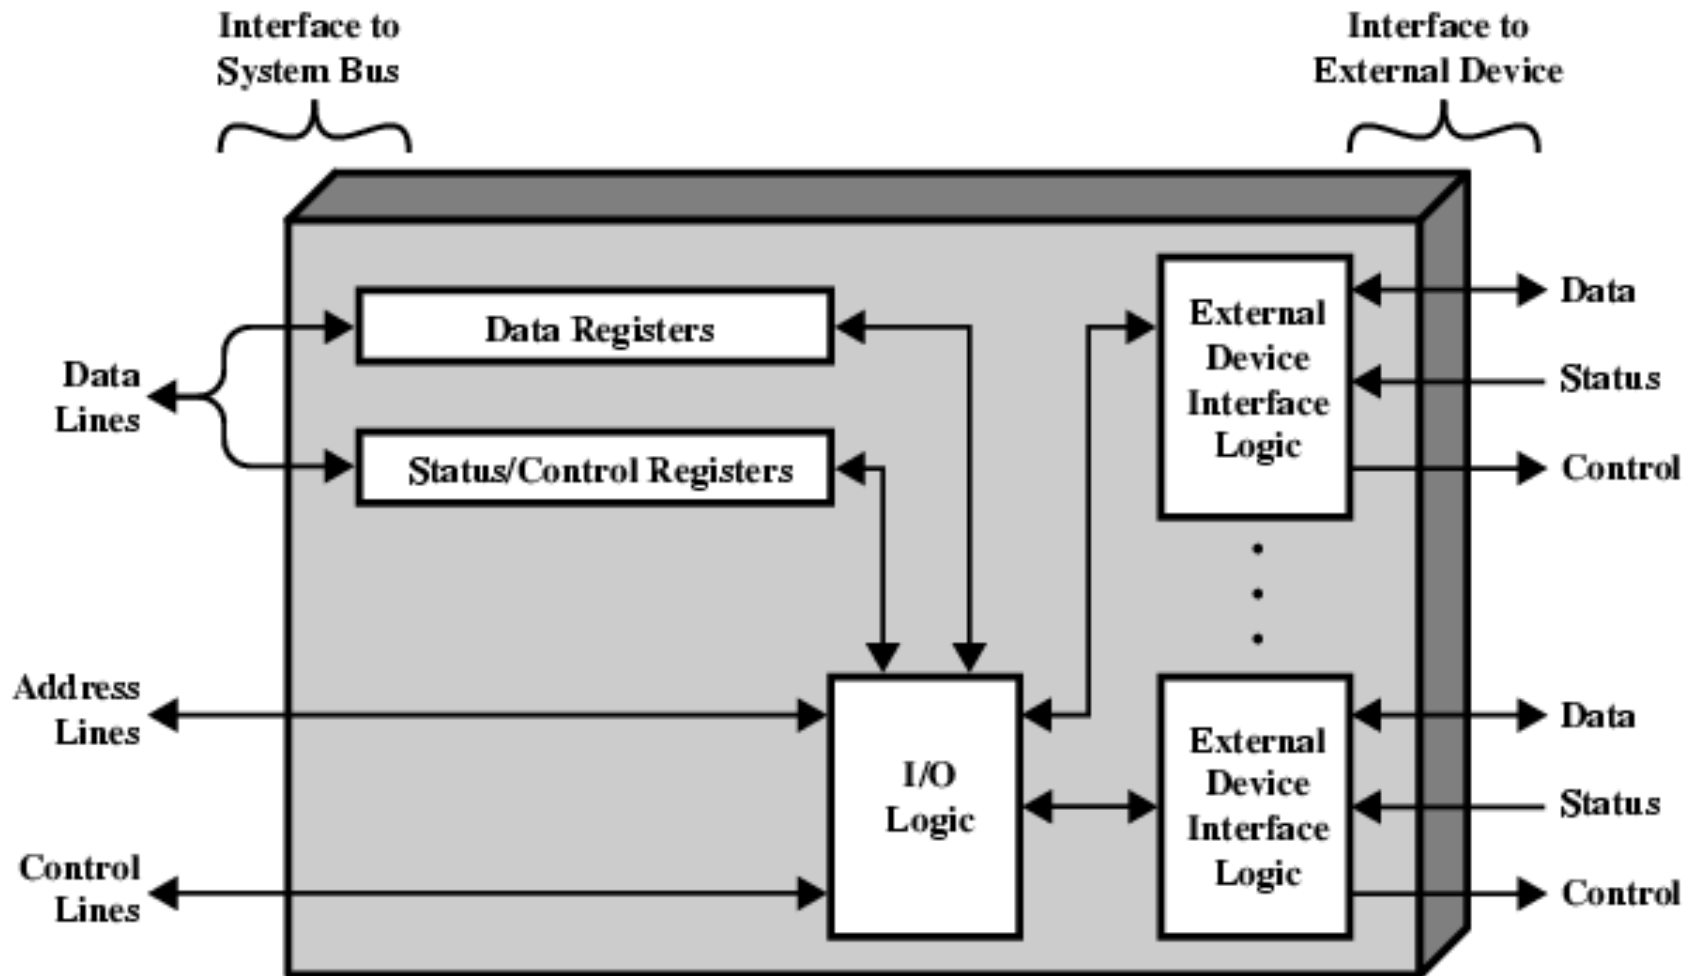 Interface to
System Bus
Interface to
External Device
Data Registers
Status/Control Registers
Data
Lines
Address
Lines
Control
Lines
I/O
Logic
External
Device
Interface
Logic
Data
Status
Control
External
Device
Interface
Logic
Data
Status
Control